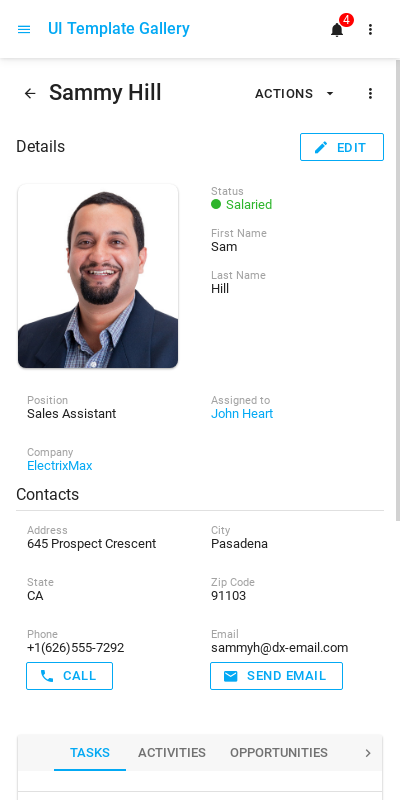 UI Template Gallery
4
Sammy Hill
ACTIONS
Details
EDIT
Status
Salaried
First Name
Sam
Last Name
Hill
Position
Sales Assistant
Assigned to
John Heart
Company
ElectrixMax
Contacts
Address
645 Prospect Crescent
City
Pasadena
State
CA
Zip Code
91103
Phone
+1(626)555-7292
Email
sammyh@dx-email.com
CALL
SEND EMAIL
TASKS ACTIVITIES OPPORTUNITIES